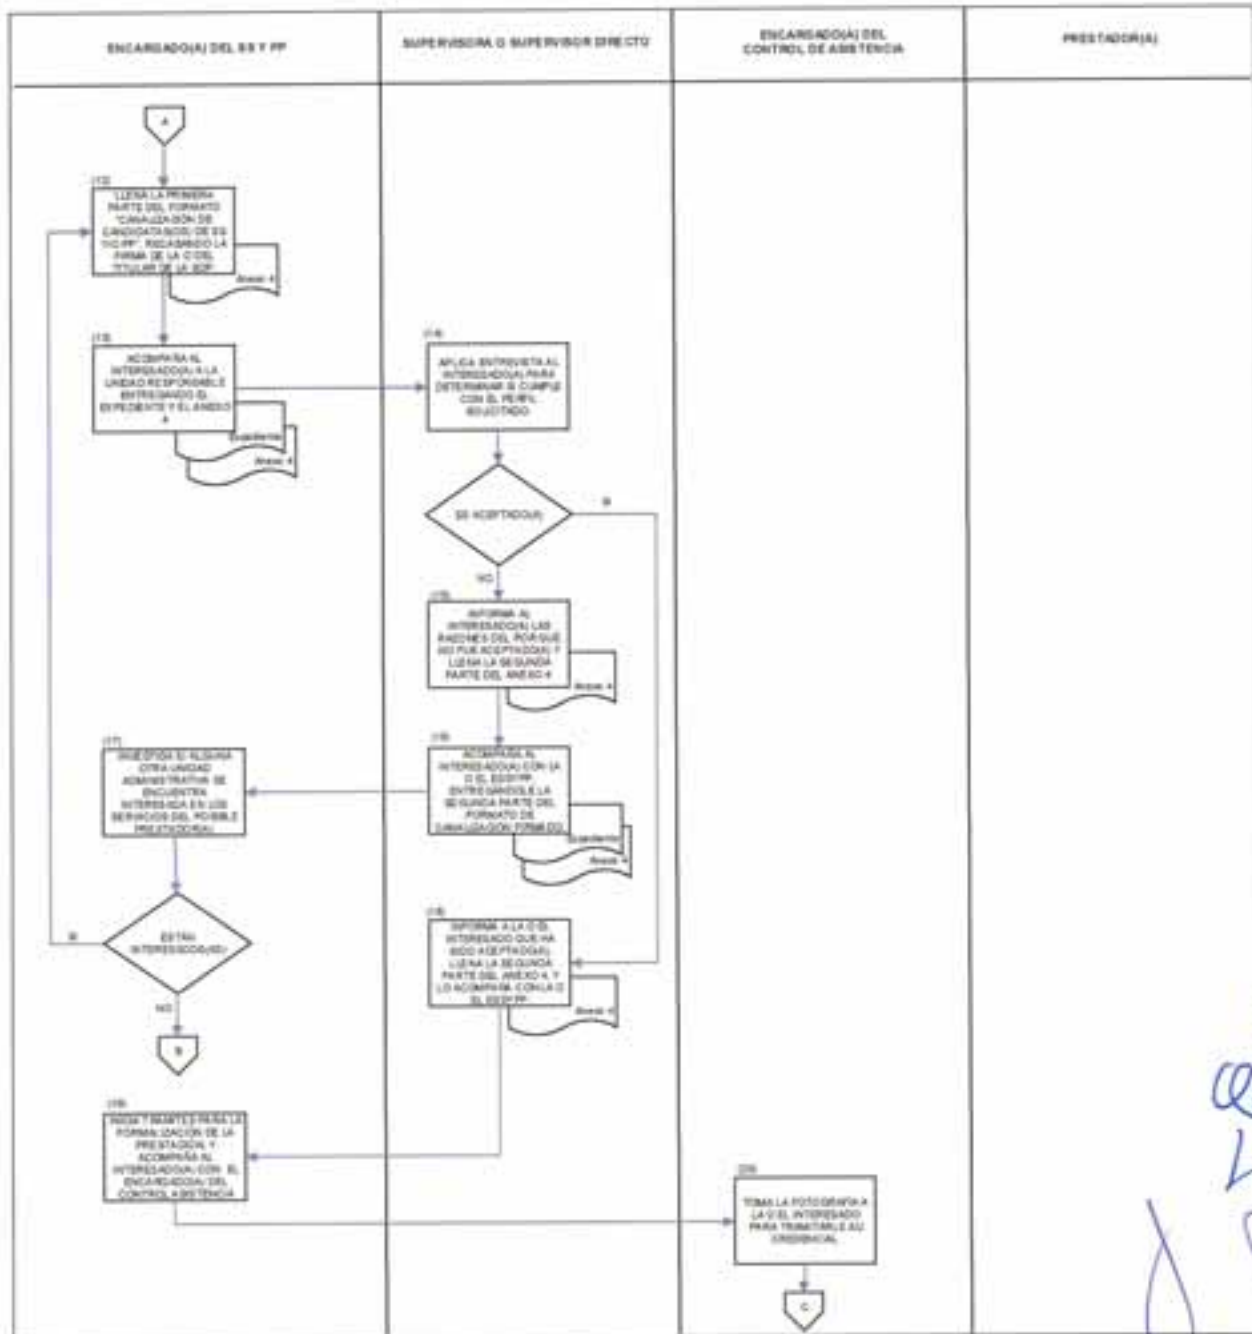 ENCARGADO(A) DEL SS Y PP
SUPERVISORA O SUPERVISOR DIRECTO
ENCARGADO(A) DEL
CONTROL DE ASISTENCIA
PRESTADOR(A)
A
(12)
LLENA LA PRIMERA
PARTE DEL FORMATO
"CANALIZACIÓN DE
CANDIDATAS(OS) DE SS
Y/O PP", RECABANDO LA
FIRMA DE LA O DEL
TITULAR DE LA
Anexo 4
(13)
ACOMPAÑA AL
INTERESADO(A) A LA
UNIDAD RESPONSABLE
ENTREGANDO EL
EXPEDIENTE Y EL ANEXO
4
Expediente
Anexo 4
(14)
APLICA ENTREVISTA AL
INTERESADO(A) PARA
DETERMINAR SI CUMPLE
CON EL PERFIL
SOLICITADO
ES ACEPTADO(A)
SI
NO
(15)
INFORMA AL
INTERESADO(A) LAS
RAZONES DEL PORQUE
NO FUE ACEPTADO(A) Y
LLENA LA SEGUNDA
PARTE DEL ANEXO 4
Anexo 4
(16)
ACOMPAÑA AL
INTERESADO(A) CON LA
O EL ESSYPP,
ENTREGÁNDOLE LA
SEGUNDA PARTE DEL
FORMATO DE
CANALIZACIÓN FIRMADO
Expediente
Anexo 4
(17)
INVESTIGA SI ALGUNA
OTRA UNIDAD
ADMINISTRATIVA SE
ENCUENTRA
INTERESADA EN LOS
SERVICIOS DEL POSIBLE
PRESTADOR(A)
ESTÁN
INTERESADOS(AS)
SI
NO
B
(18)
INFORMA A LA O EL
INTERESADO QUE HA
SIDO ACEPTADO(A),
LLENA LA SEGUNDA
PARTE DEL ANEXO 4, Y
LO ACOMPAÑA CON LA O
EL ESSYPP
Anexo 4
(19)
INICIA TRAMITES PARA LA
FORMALIZACIÓN DE LA
PRESTACIÓN, Y
ACOMPAÑA AL
INTERESADO(A) CON EL
ENCARGADO(A) DEL
CONTROL ASISTENCIA
(20)
TOMA LA FOTOGRAFÍA A
LA O EL INTERESADO
PARA TRAMITARLE SU
CREDENCIAL
C